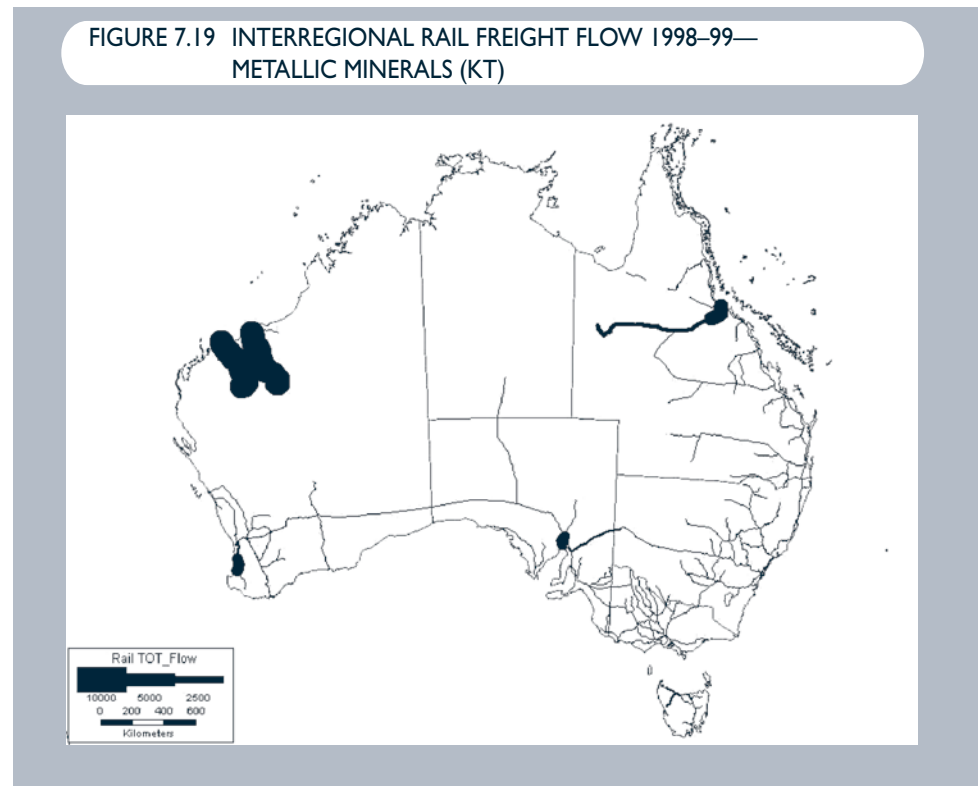 FIGURE 7.19 INTERREGIONAL RAIL FREIGHT FLOW 1998–99—
METALLIC MINERALS (KT)
Rail TOT_Flow
10000 5000 2500
0 200 400 600
Kilometers